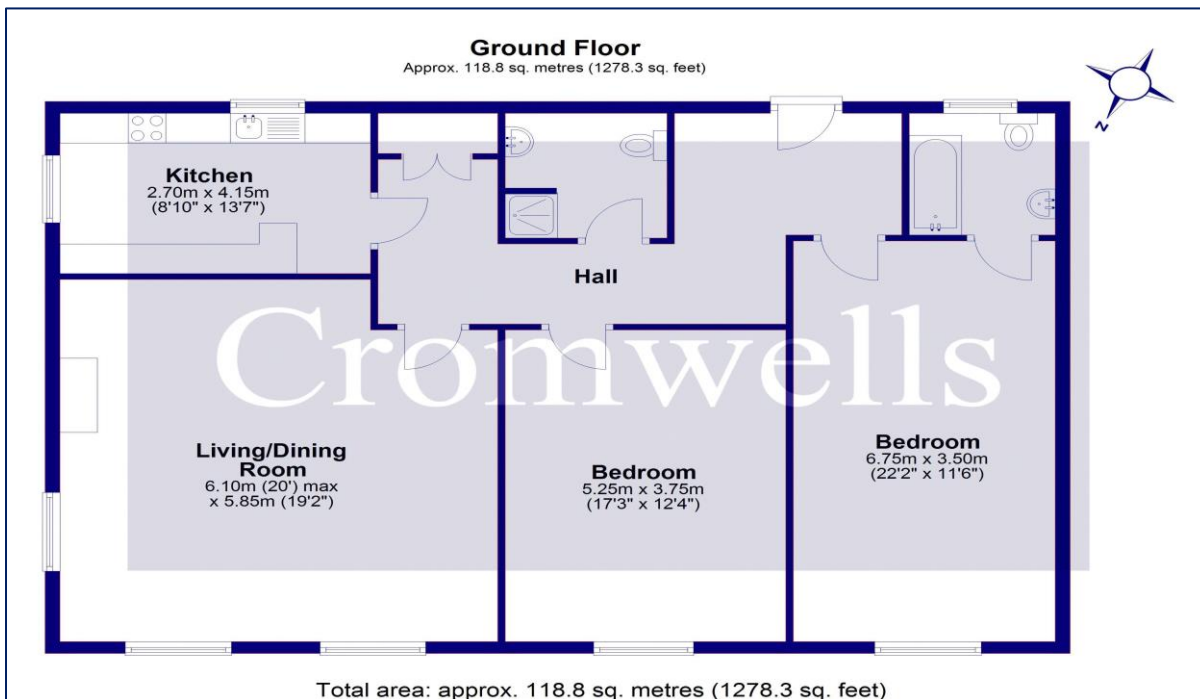 Ground Floor
Approx. 118.8 sq. metres (1278.3 sq. feet)
N
Kitchen
2.70m x 4.15m
(8'10" x 13'7")
Hall
Cromwells
Living/Dining
Room
6.10m (20') max
x 5.85m (19'2")
Bedroom
5.25m x 3.75m
(17'3" x 12'4")
Bedroom
6.75m x 3.50m
(22'2" x 11'6")
Total area: approx. 118.8 sq. metres (1278.3 sq. feet)